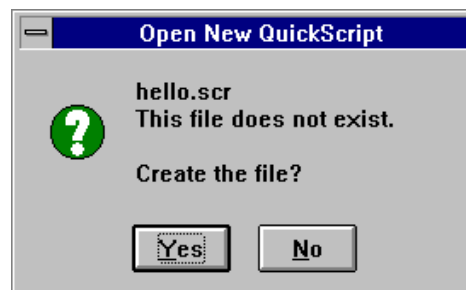 Open New QuickScript
hello.scr
This file does not exist.
Create the file?
Yes No